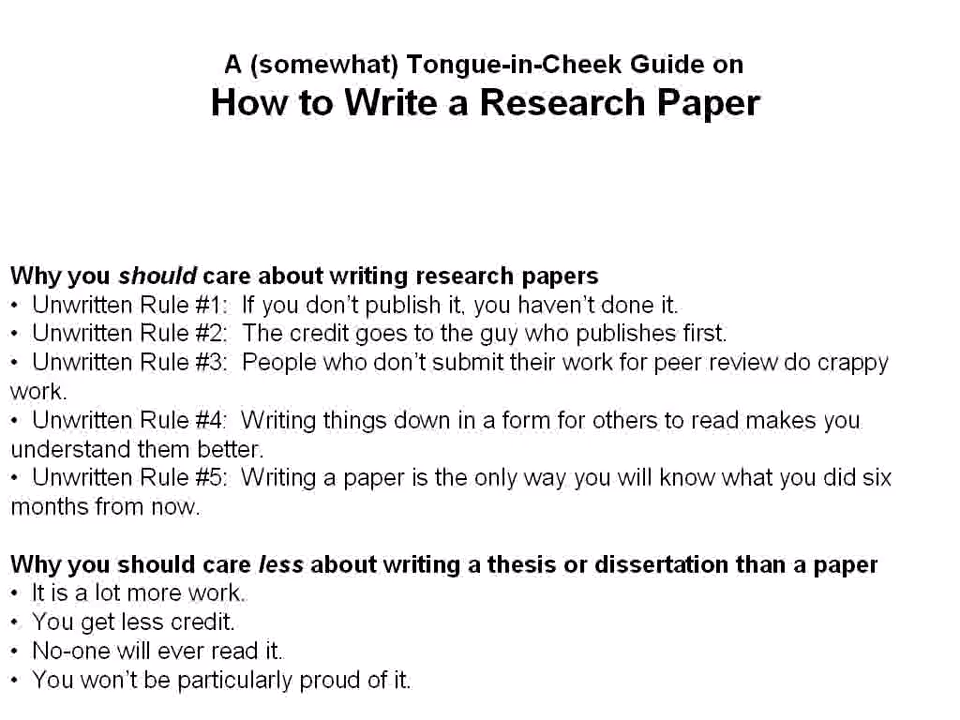 A (somewhat) Tongue-in-Cheek Guide on
How to Write a Research Paper
Why you should care about writing research papers
• Unwritten Rule #1: If you don't publish it, you haven't done it.
• Unwritten Rule #2: The credit goes to the guy who publishes first.
• Unwritten Rule #3: People who don't submit their work for peer review do crappy
work.
• Unwritten Rule #4: Writing things down in a form for others to read makes you
understand them better.
• Unwritten Rule #5: Writing a paper is the only way you will know what you did six
months from now.
Why you should care less about writing a thesis or dissertation than a paper
• It is a lot more work.
• You get less credit.
• No-one will ever read it.
• You won't be particularly proud of it.